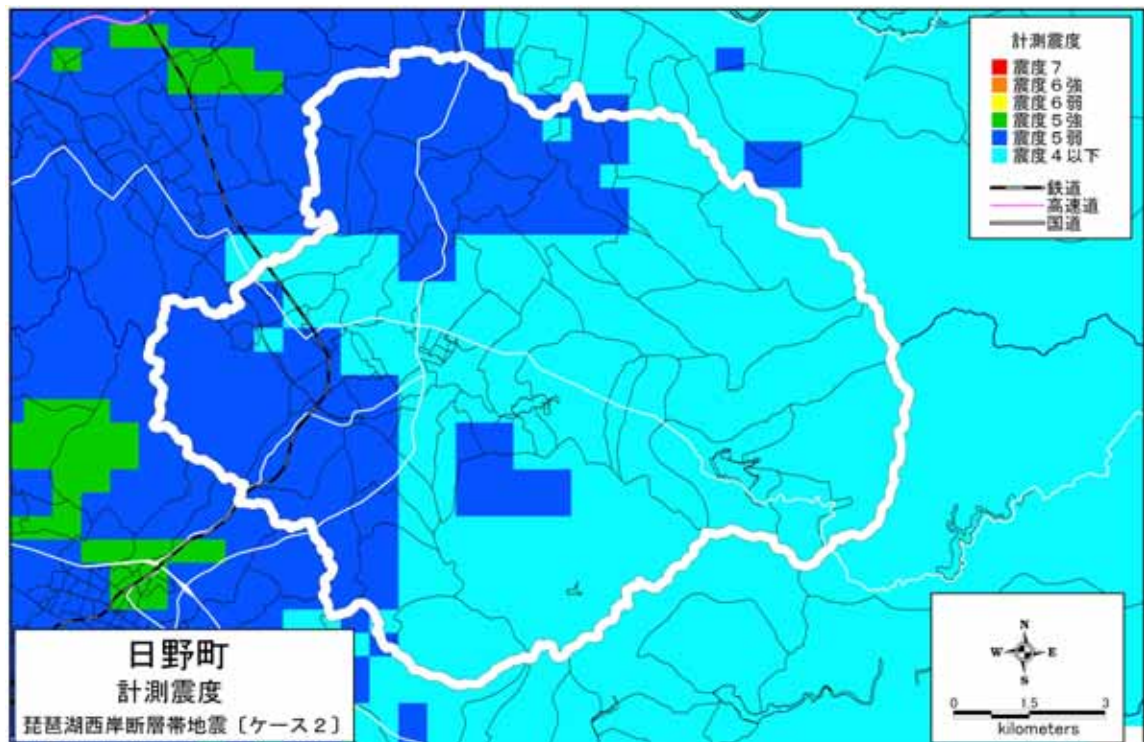 計測震度
震度7
震度6強
震度6弱
震度5強
震度5弱
震度4以下
鉄道
高速道
国道
日野町
計測震度
琵琶湖西岸断層帯地震〔ケース2〕
N
W E
S
0 1.5 3
kilometers